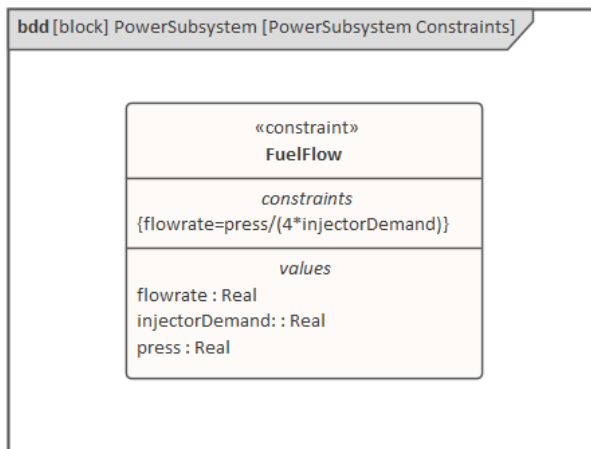 bdd [block] PowerSubsystem [PowerSubsystem Constraints]
«constraint»
FuelFlow
constraints
{flowrate=press/(4*injectorDemand)}
values
flowrate : Real
injectorDemand: : Real
press : Real